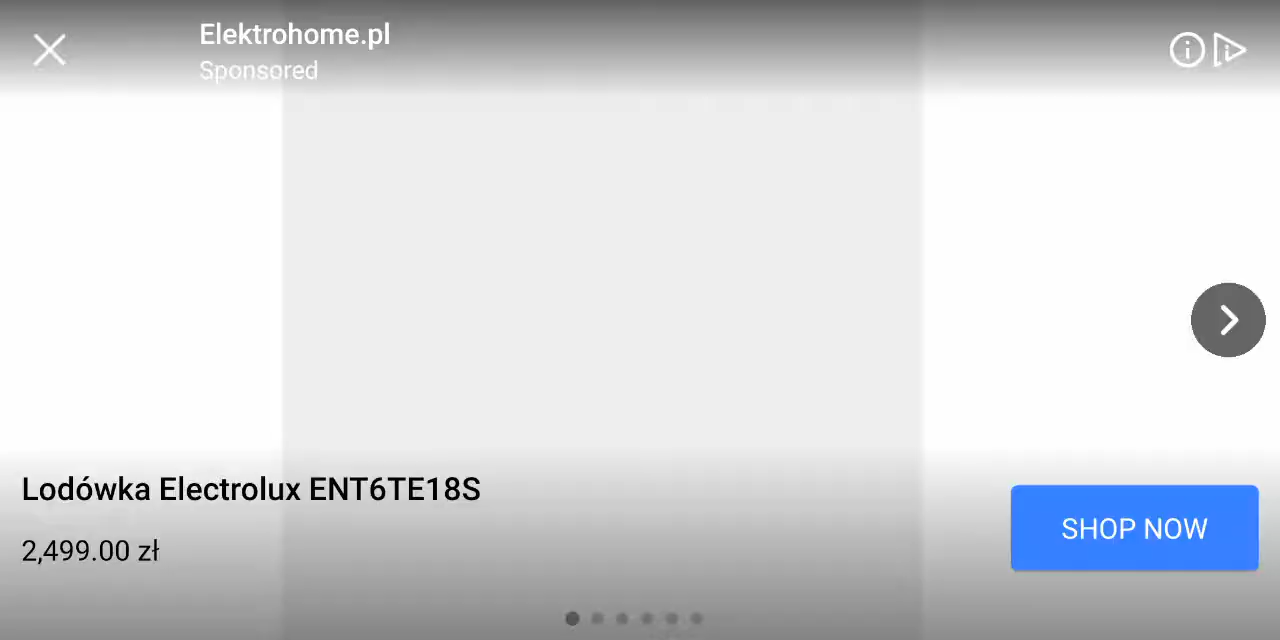 Elektrohome.pl
Sponsored
Lodówka Electrolux ENT6TE18S
2,499.00 zł
SHOP NOW